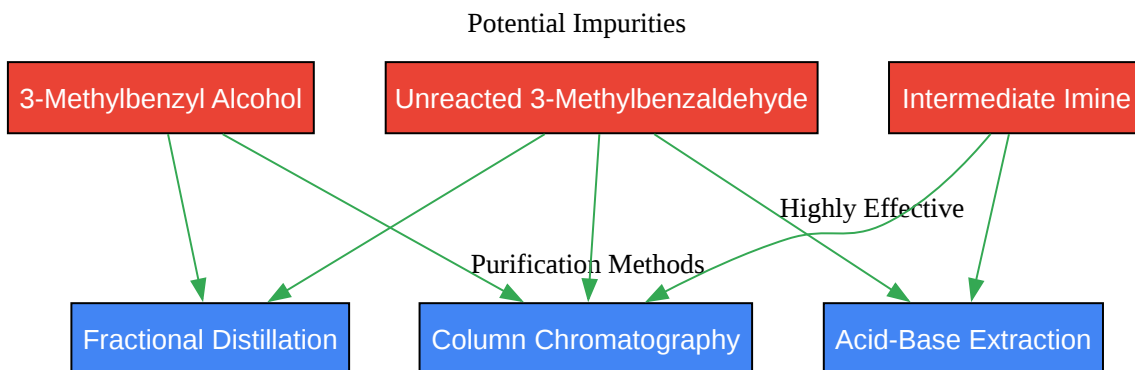 Potential Impurities
3-Methylbenzyl Alcohol
Unreacted 3-Methylbenzaldehyde
Intermediate Imine
Highly Effective
Purification Methods
Fractional Distillation
Column Chromatography
Acid-Base Extraction